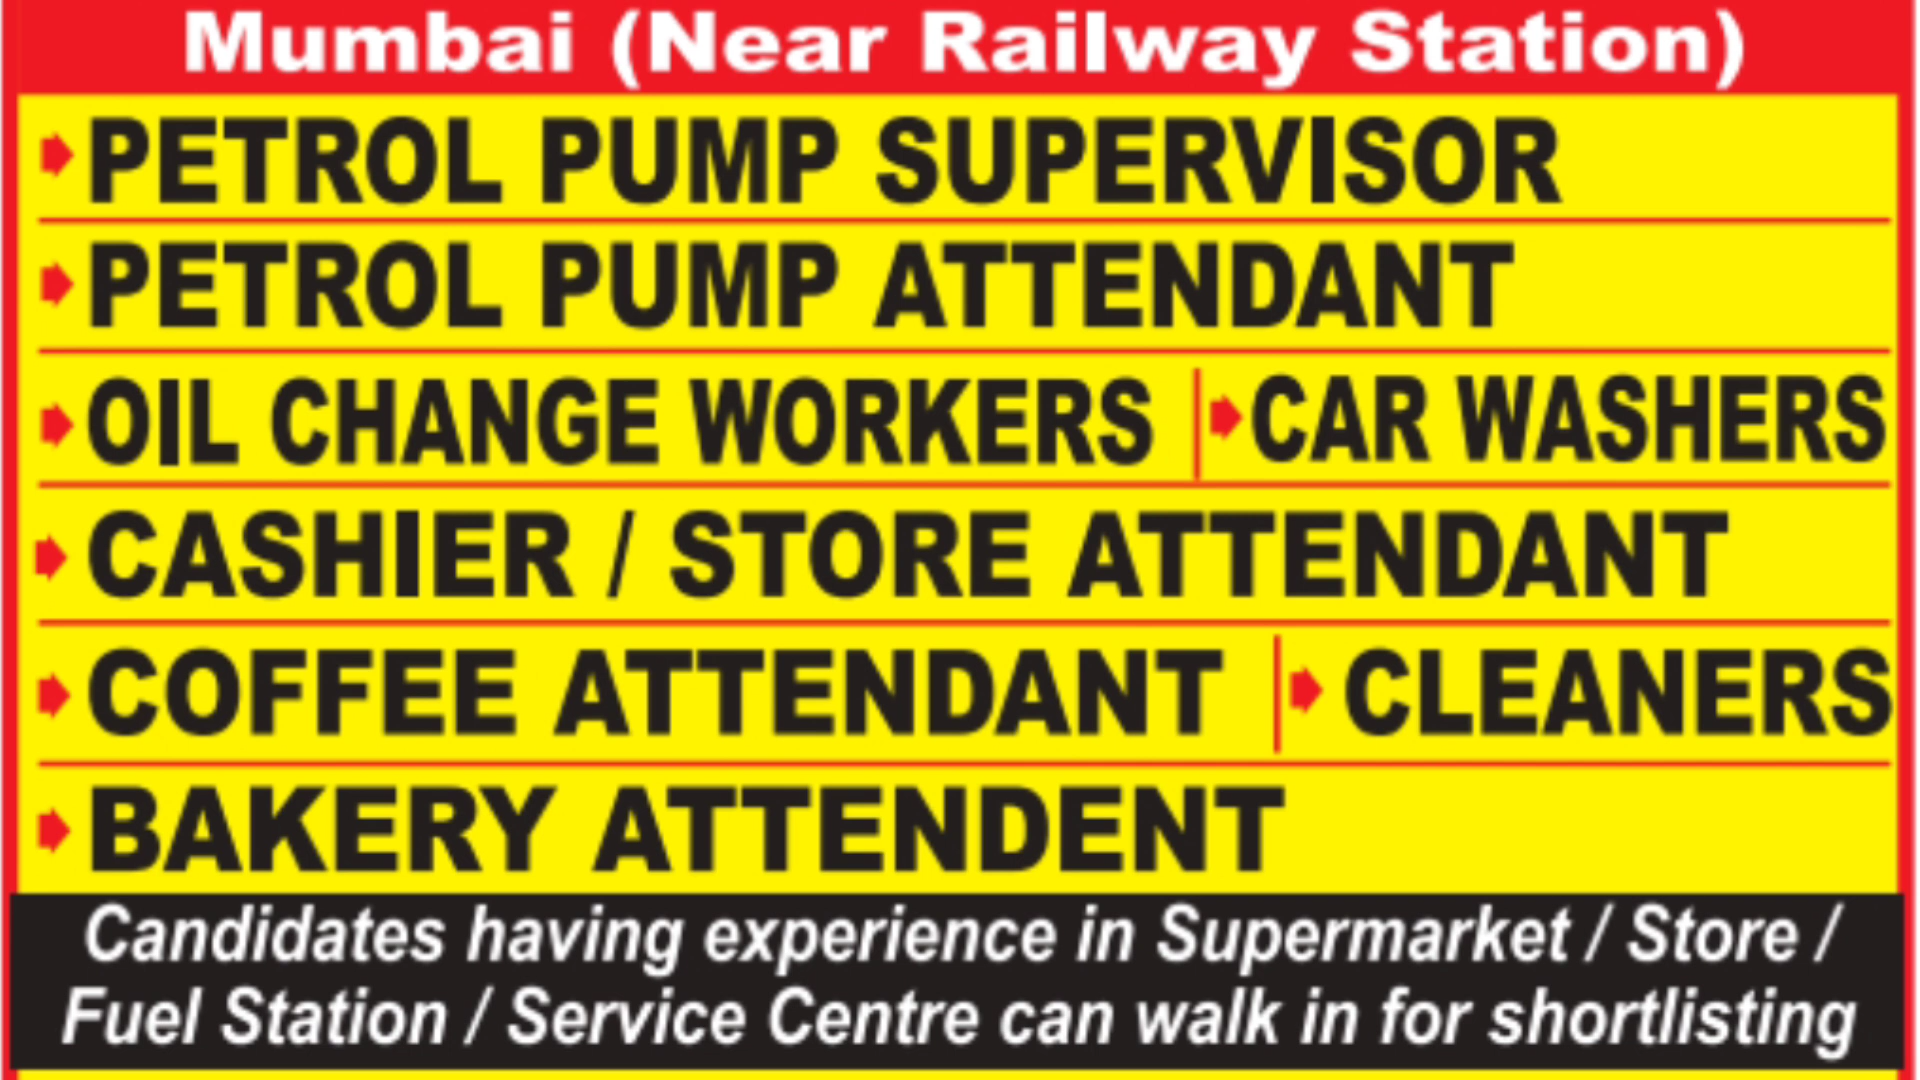 Mumbai (Near Railway Station)
PETROL PUMP SUPERVISOR
PETROL PUMP ATTENDANT
OIL CHANGE WORKERS CAR WASHERS
CASHIER / STORE ATTENDANT
COFFEE ATTENDANT CLEANERS
BAKERY ATTENDENT
Candidates having experience in Supermarket / Store /
Fuel Station / Service Centre can walk in for shortlisting